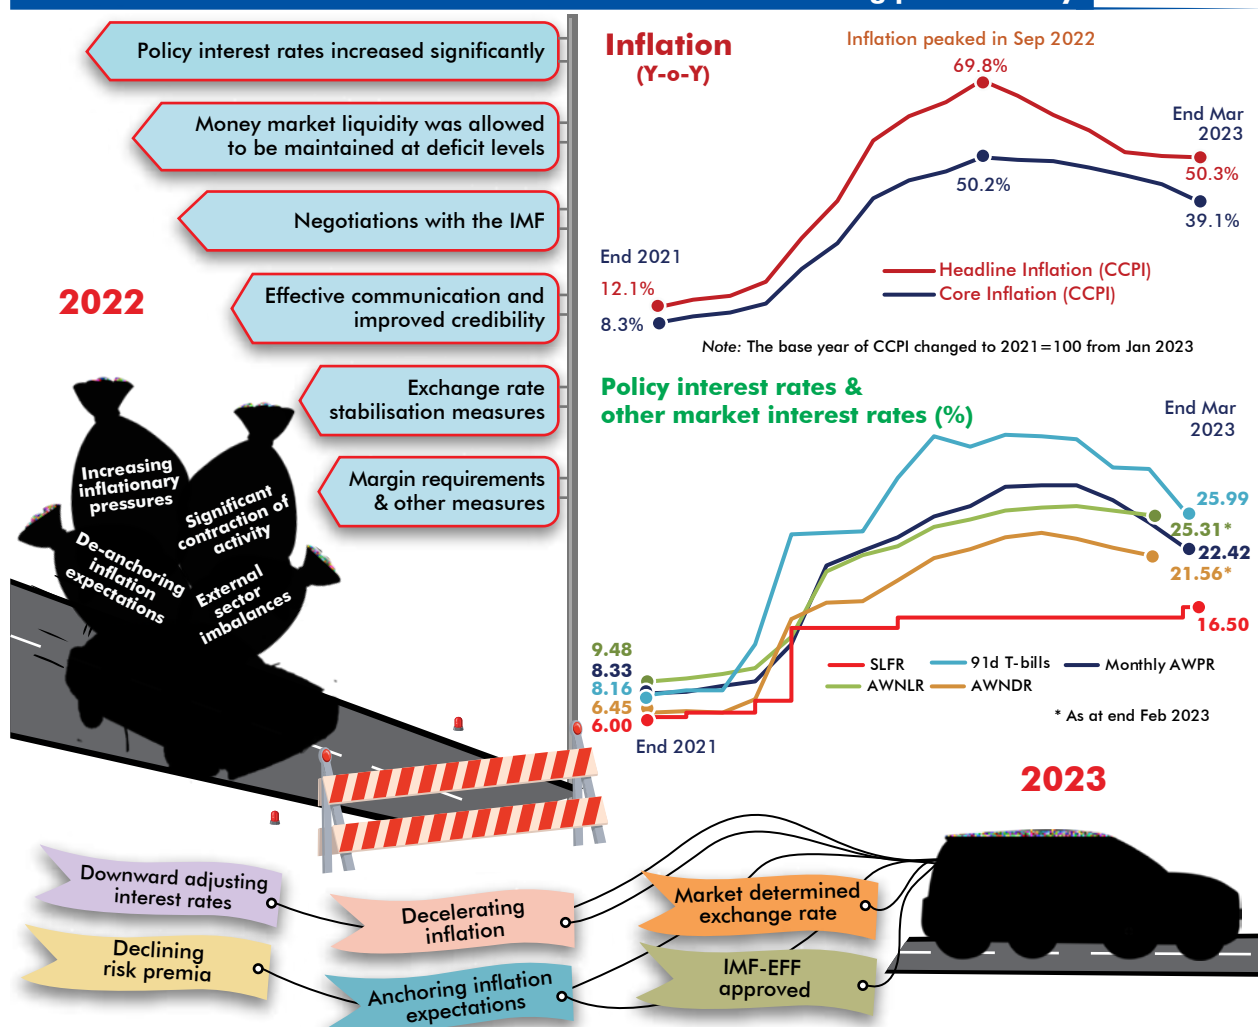 Policy interest rates increased significantly
Money market liquidity was allowed
to be maintained at deficit levels
Negotiations with the IMF
Effective communication and
improved credibility
Exchange rate
stabilisation measures
Margin requirements
& other measures
2022
Increasing
inflationary
pressures
Significant
contraction of
activity
De-anchoring
inflation
expectations
External
sector
imbalances
Inflation
(Y-o-Y)
Inflation peaked in Sep 2022
69.8%
End Mar
2023
50.3%
50.2%
39.1%
End 2021
12.1%
8.3%
Headline Inflation (CCPI)
Core Inflation (CCPI)
Note: The base year of CCPI changed to 2021=100 from Jan 2023
Policy interest rates &
other market interest rates (%)
End Mar
2023
25.99
25.31*
22.42
21.56*
16.50
9.48
8.33
8.16
6.45
6.00
End 2021
SLFR
91d T-bills
Monthly AWPR
AWNLR
AWNDR
* As at end Feb 2023
2023
Downward adjusting
interest rates
Decelerating
inflation
Market determined
exchange rate
Declining
risk premia
Anchoring inflation
expectations
IMF-EFF
approved